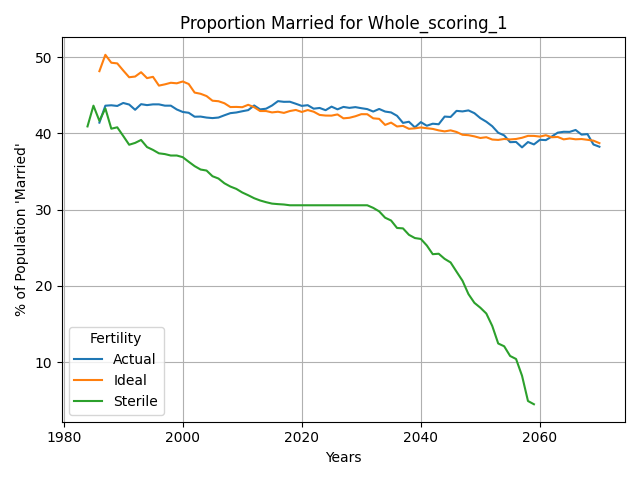 Proportion Married for Whole_scoring_1
% of Population 'Married'
50
40
30
20
10
Fertility
Actual
Ideal
Sterile
1980 2000 2020 2040 2060
Years